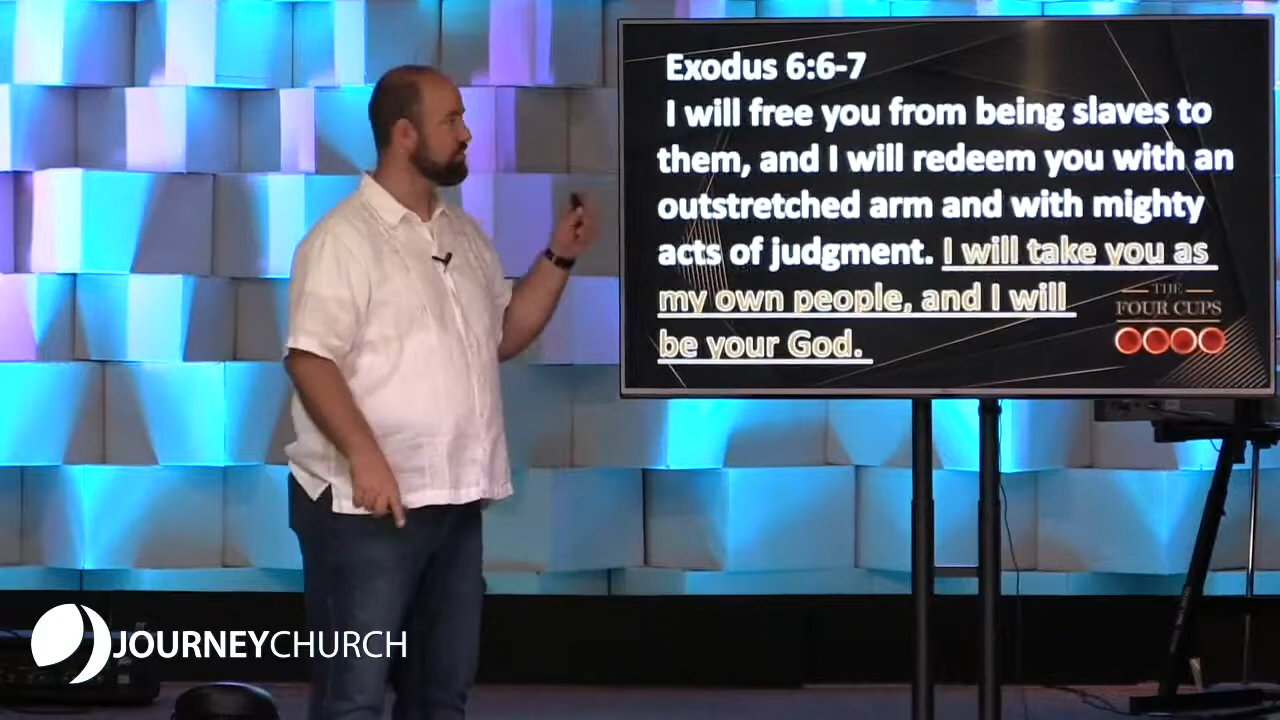 Exodus 6:6-7
I will free you from being slaves to
them, and I will redeem you with an
outstretched arm and with mighty
acts of judgment. I will take you as
my own people, and I will
be your God.
THE
FOUR CUPS
JOURNEYCHURCH